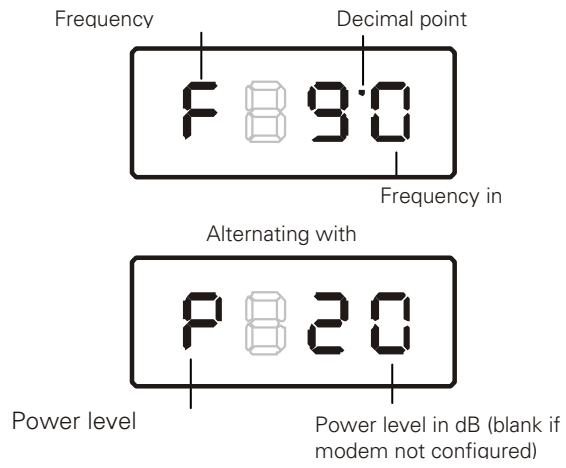 Frequency
Decimal point
F 9.0
Frequency in
Alternating with
P 20
Power level
Power level in dB (blank if
modem not configured)